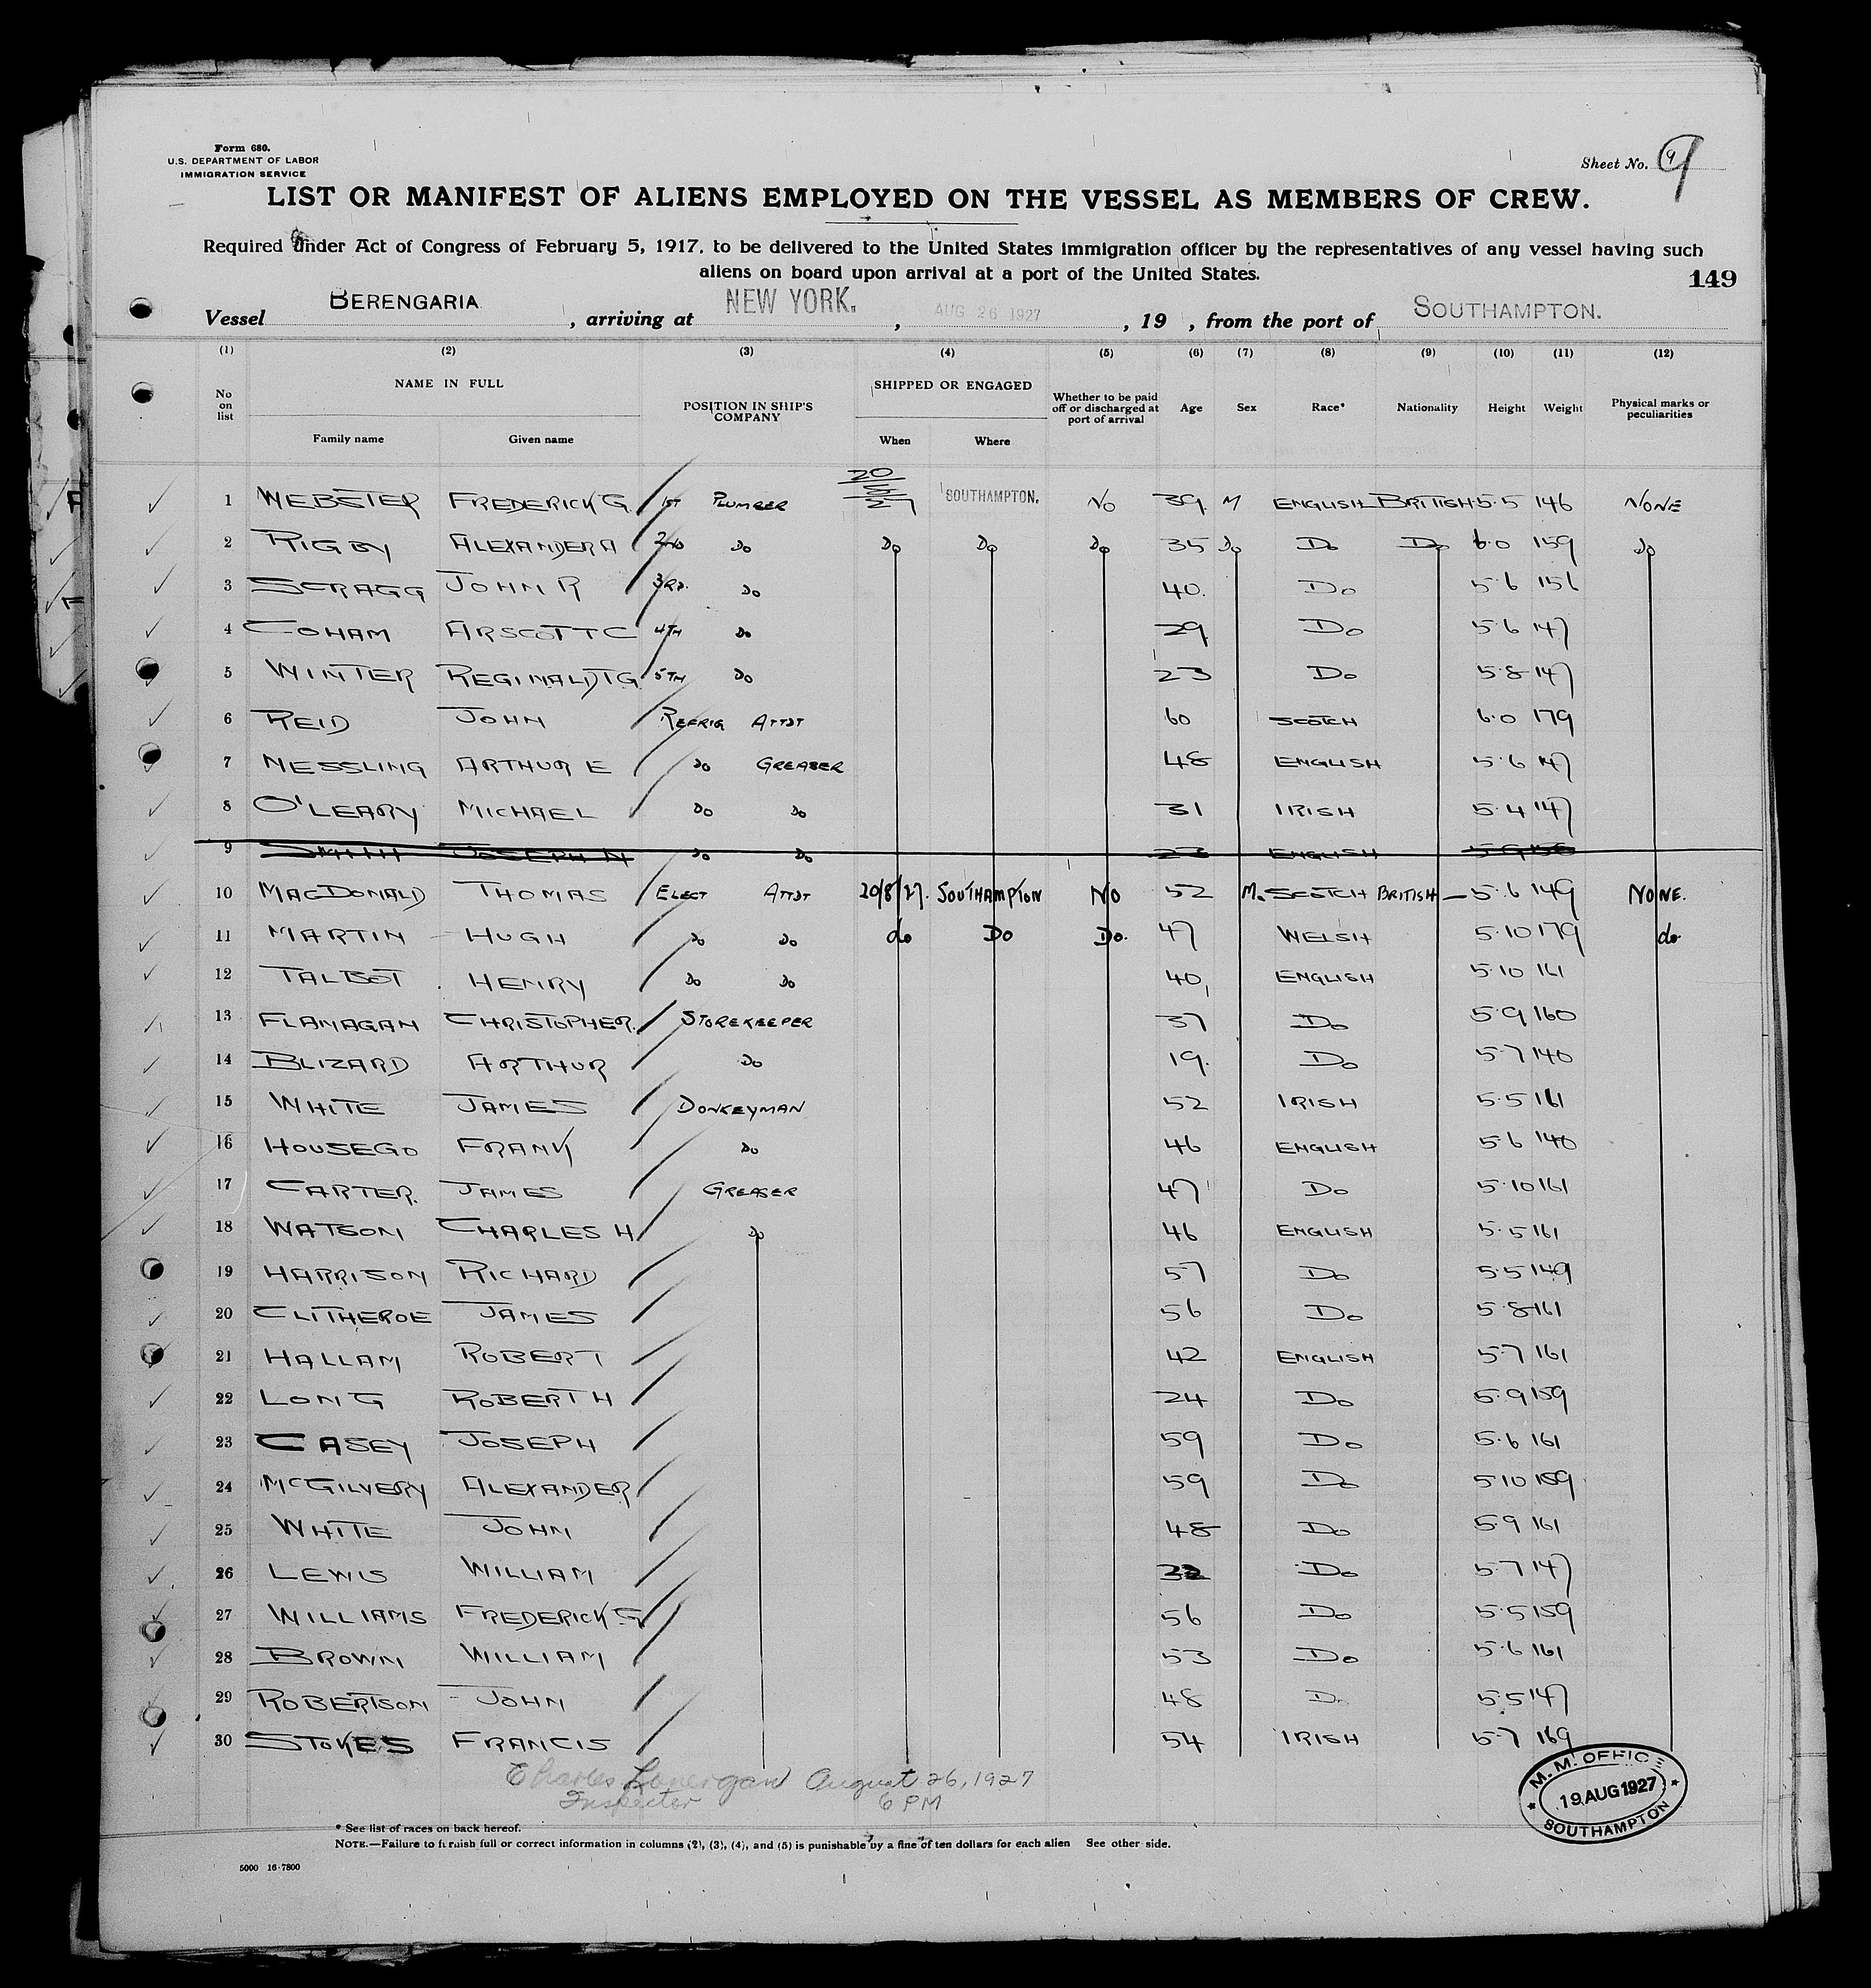 Form 680.
U.S. DEPARTMENT OF LABOR
IMMIGRATION SERVICE
Sheet No. 9
LIST OR MANIFEST OF ALIENS EMPLOYED ON THE VESSEL AS MEMBERS OF CREW.
Required under Act of Congress of February 5, 1917, to be delivered to the United States immigration officer by the representatives of any vessel having such
aliens on board upon arrival at a port of the United States.
149
Vessel BERENGARIA , arriving at NEW YORK. , AUG 26 1927 , 19 , from the port of SOUTHAMPTON.
(1) (2) (3) (4) (5) (6) (7) (8) (9) (10) (11) (12)
No on list NAME IN FULL Family name Given name POSITION IN SHIP'S COMPANY SHIPPED OR ENGAGED When Where Whether to be paid off or discharged at port of arrival Age Sex Race* Nationality Height Weight Physical marks or peculiarities
1 WEBSTER FREDERICK G 1ST PLUMBER SOUTHAMPTON. NO 39 M ENGLISH BRITISH 5.5 146 NONE
2 RIGBY ALEXANDER A 2ND DO DO DO DO 35 DO DO DO 6.0 159 DO
3 SCRAGG JOHN R 3RD. DO 40. DO 5.6 156
4 COHAM ARSCOTT C 4TH DO 29 DO 5.6 147
5 WINTER REGINALD T G 5TH DO 23 DO 5.8 147
6 REID JOHN REFRIG ATTDT 60 SCOTCH 6.0 179
7 NESSLING ARTHUR E DO GREASER 48 ENGLISH 5.6 147
8 O'LEARY MICHAEL DO DO 31 IRISH 5.4 147
9 SMITH JOSEPH N DO DO 23 ENGLISH
10 MACDONALD THOMAS ELECT ATTDT 20/8/27. SOUTHAMPTON NO 52 M. SCOTCH BRITISH 5.6 149 NONE.
11 MARTIN HUGH DO DO do DO DO. 47 WELSH 5.10 179 do.
12 TALBOT HENRY DO DO 40 ENGLISH 5.10 161
13 FLANAGAN CHRISTOPHER. STOREKEEPER 37 DO 5.9 160
14 BLIZARD ARTHUR DO 19. DO 5.7 140
15 WHITE JAMES DONKEYMAN 52 IRISH 5.5 161
16 HOUSEGO FRANK DO 46 ENGLISH 5.6 140
17 CARTER. JAMES GREASER 47 DO 5.10 161
18 WATSON CHARLES H DO 46 ENGLISH 5.5 161
19 HARRISON RICHARD 57 DO 5.5 149
20 CLITHEROE JAMES 56 DO 5.8 161
21 HALLAM ROBERT 42 ENGLISH 5.7 161
22 LONG ROBERT H 24 DO 5.9 159
23 CASEY JOSEPH 59 DO 5.6 161
24 MCGILVERY ALEXANDER 59 DO 5.10 159
25 WHITE JOHN 48 DO 5.9 161
26 LEWIS WILLIAM DO 5.7 147
27 WILLIAMS FREDERICK G 56 DO 5.5 159
28 BROWN WILLIAM 53 DO 5.6 161
29 ROBERTSON JOHN 48 DO 5.5 147
30 STOKES FRANCIS 54 IRISH 5.7 169
Charles Lonergan August 26, 1927
Inspector 6 PM
M.M. OFFICE
19 AUG 1927
SOUTHAMPTON
* See list of races on back hereof.
NOTE.—Failure to furnish full or correct information in columns (2), (3), (4), and (5) is punishable by a fine of ten dollars for each alien See other side.
5000 16-7800